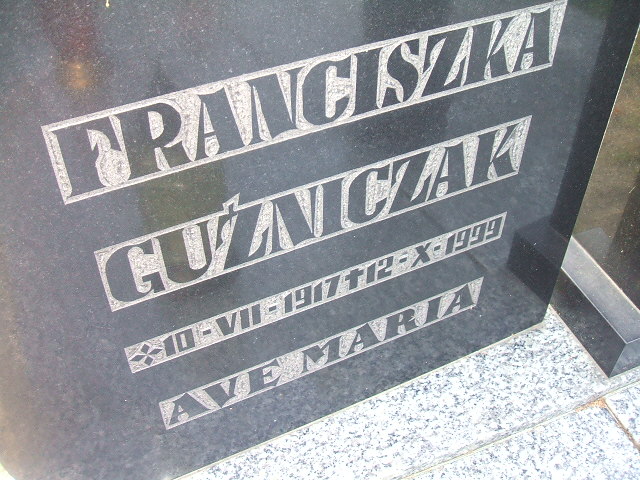 FRANCISZKA
GUŹNICZAK
10-VII-1917 † 12-X-1999
AVE MARIA